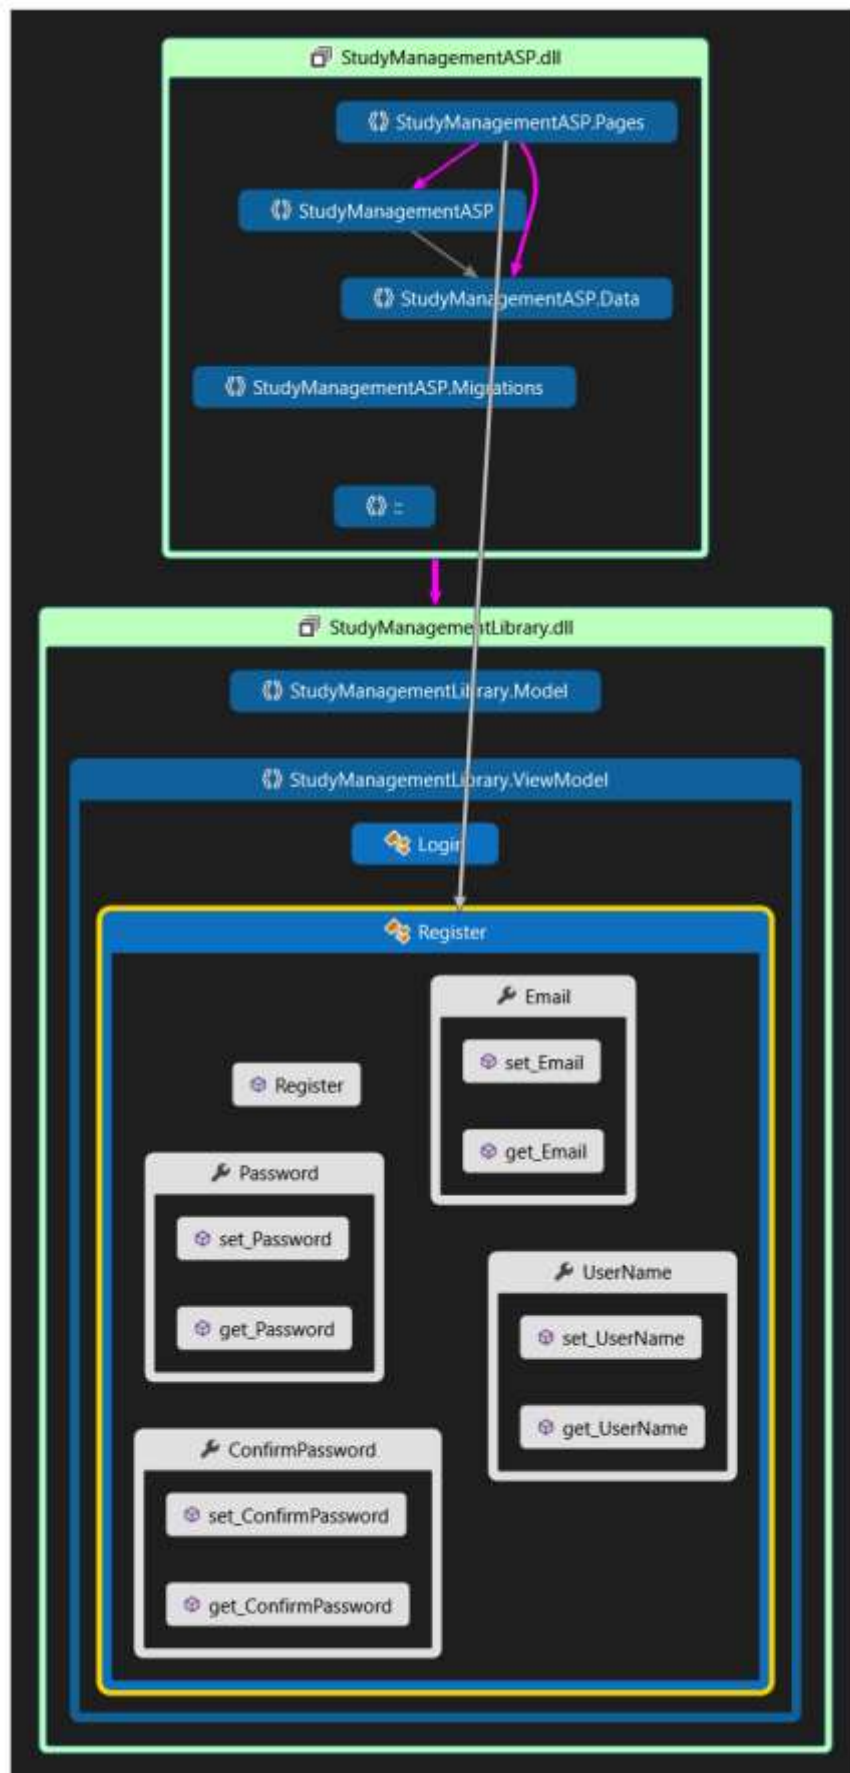 StudyManagementASP.dll
StudyManagementASP.Pages
StudyManagementASP
StudyManagementASP.Data
StudyManagementASP.Migrations
::
StudyManagementLibrary.dll
StudyManagementLibrary.Model
StudyManagementLibrary.ViewModel
Login
Register
Email
set_Email
Register
get_Email
Password
set_Password
UserName
get_Password
set_UserName
get_UserName
ConfirmPassword
set_ConfirmPassword
get_ConfirmPassword